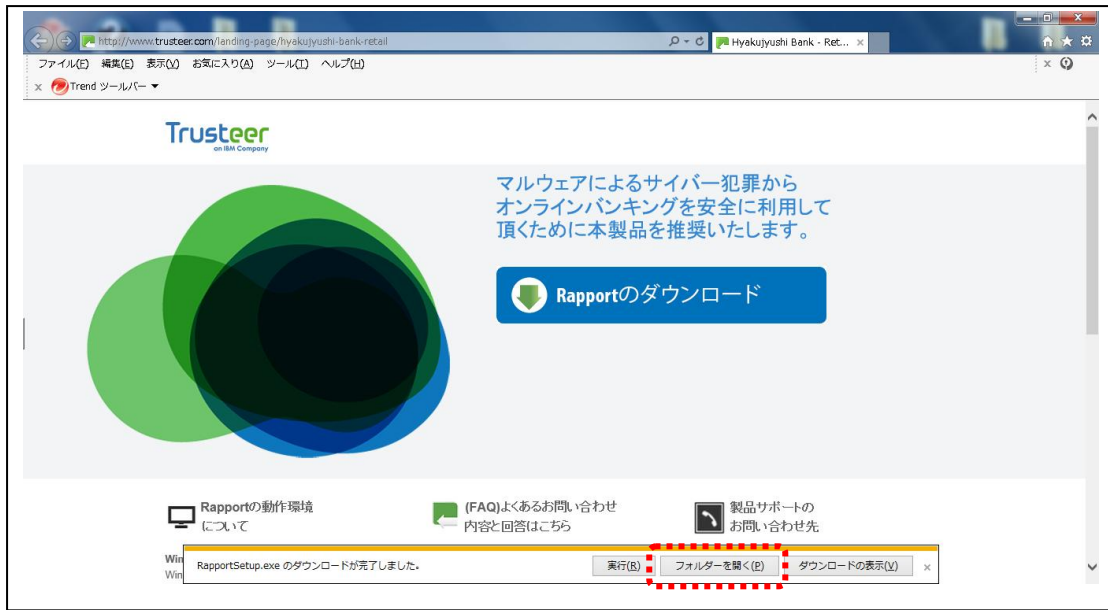 http://www.trusteer.com/landing-page/hyakujyushi-bank-retail
Hyakujyushi Bank - Ret...
ファイル(F) 編集(E) 表示(V) お気に入り(A) ツール(T) ヘルプ(H)
Trend ツールバー
Trusteer
an IBM Company
マルウェアによるサイバー犯罪から
オンラインバンキングを安全に利用して
頂くために本製品を推奨いたします。
Rapportのダウンロード
Rapportの動作環境
について
(FAQ)よくあるお問い合わせ
内容と回答はこちら
製品サポートの
お問い合わせ先
Win
Win
RapportSetup.exe のダウンロードが完了しました。 実行(R) フォルダーを開く(P) ダウンロードの表示(V)